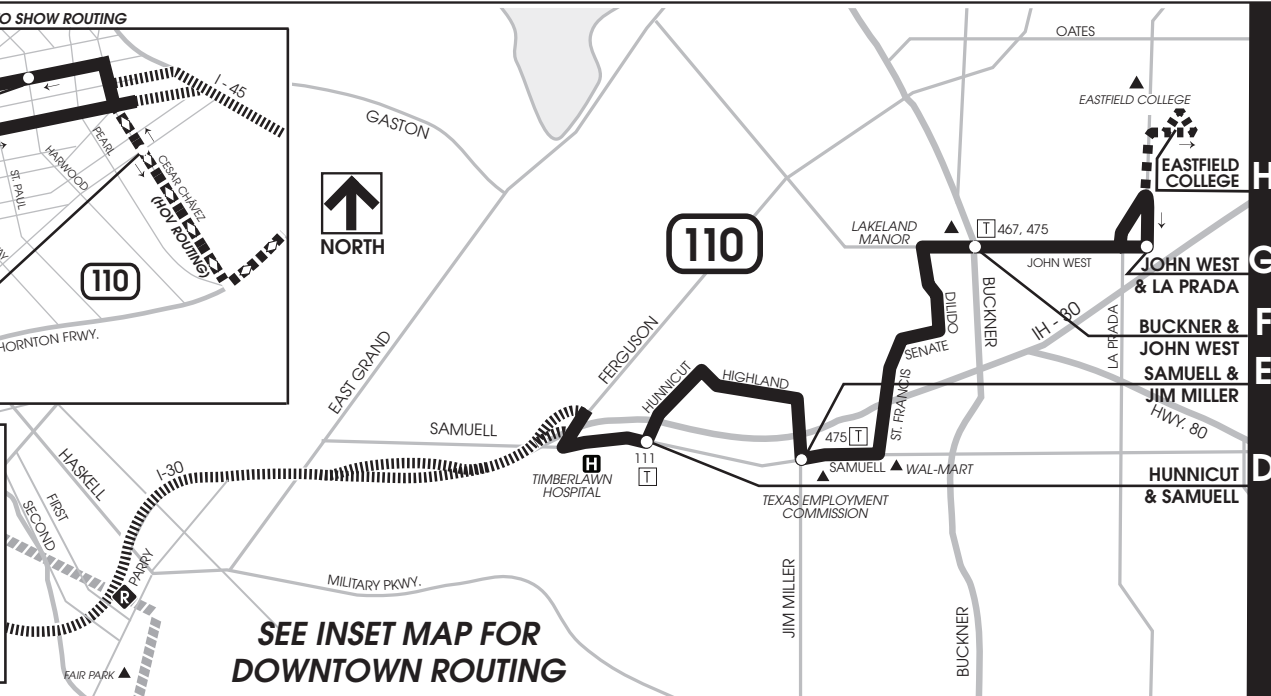 O SHOW ROUTING
I - 45
PEARL
HARWOOD
ST. PAUL
CESAR CHÁVEZ
(HOV ROUTING)
110
HORNTON FRWY.
NORTH
GASTON
OATES
EASTFIELD COLLEGE
EASTFIELD
COLLEGE
H
110
LAKELAND
MANOR
T 467, 475
JOHN WEST
JOHN WEST
& LA PRADA
G
DILIDO
BUCKNER
IH - 30
LA PRADA
BUCKNER &
JOHN WEST
F
SENATE
FERGUSON
EAST GRAND
HUNNICUT
HIGHLAND
ST. FRANCIS
SAMUELL &
JIM MILLER
E
HWY. 80
SAMUELL
475 T
SAMUELL
WAL-MART
111
T
H
TIMBERLAWN
HOSPITAL
TEXAS EMPLOYMENT
COMMISSION
HUNNICUT
& SAMUELL
D
I-30
HASKELL
FIRST
SECOND
PARRY
R
MILITARY PKWY.
JIM MILLER
BUCKNER
SEE INSET MAP FOR
DOWNTOWN ROUTING
FAIR PARK